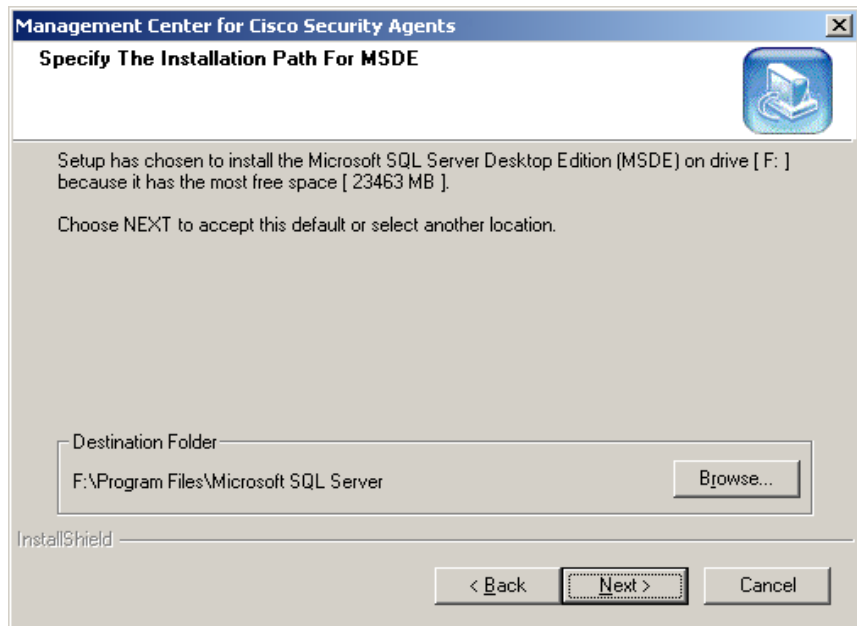 Management Center for Cisco Security Agents
Specify The Installation Path For MSDE
Setup has chosen to install the Microsoft SQL Server Desktop Edition (MSDE) on drive [ F: ]
because it has the most free space [ 23463 MB ].
Choose NEXT to accept this default or select another location.
Destination Folder
F:\Program Files\Microsoft SQL Server
Browse...
InstallShield
< Back
Next >
Cancel